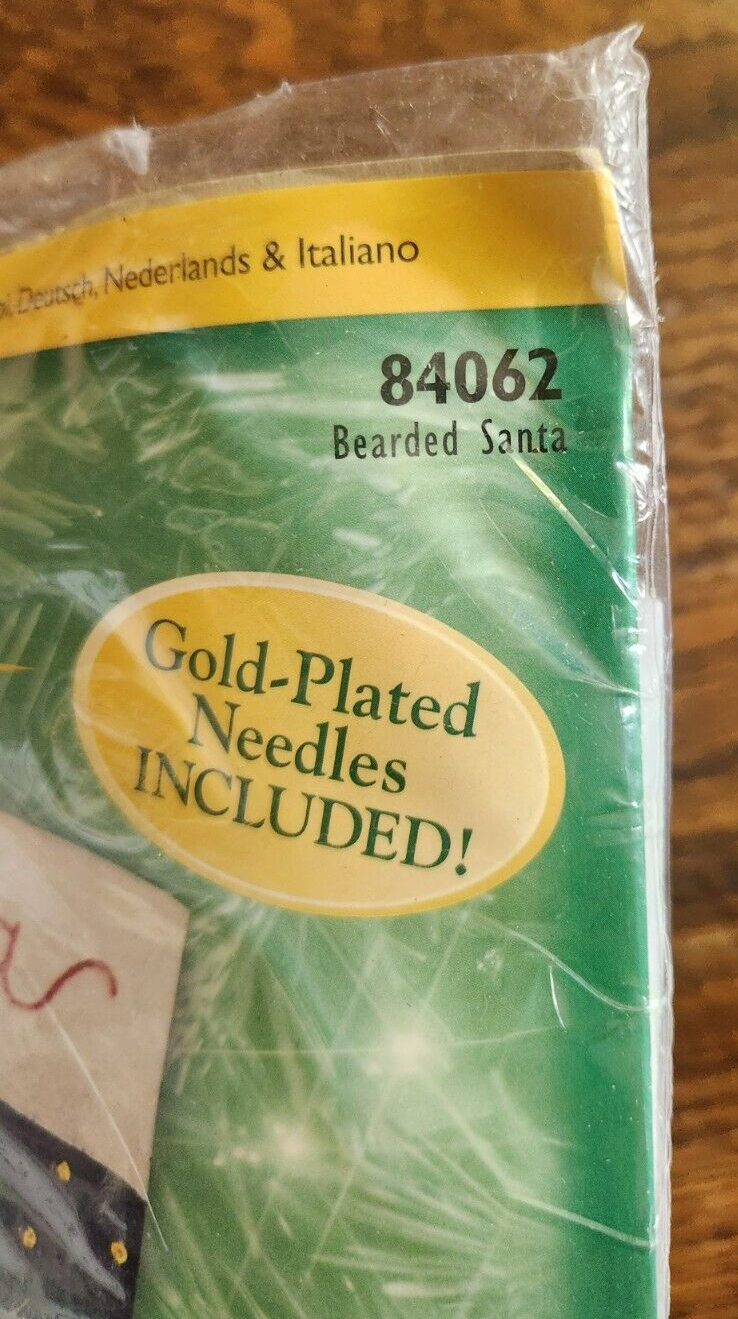 Deutsch, Nederlands & Italiano
84062
Bearded Santa
Gold-Plated
Needles
INCLUDED!